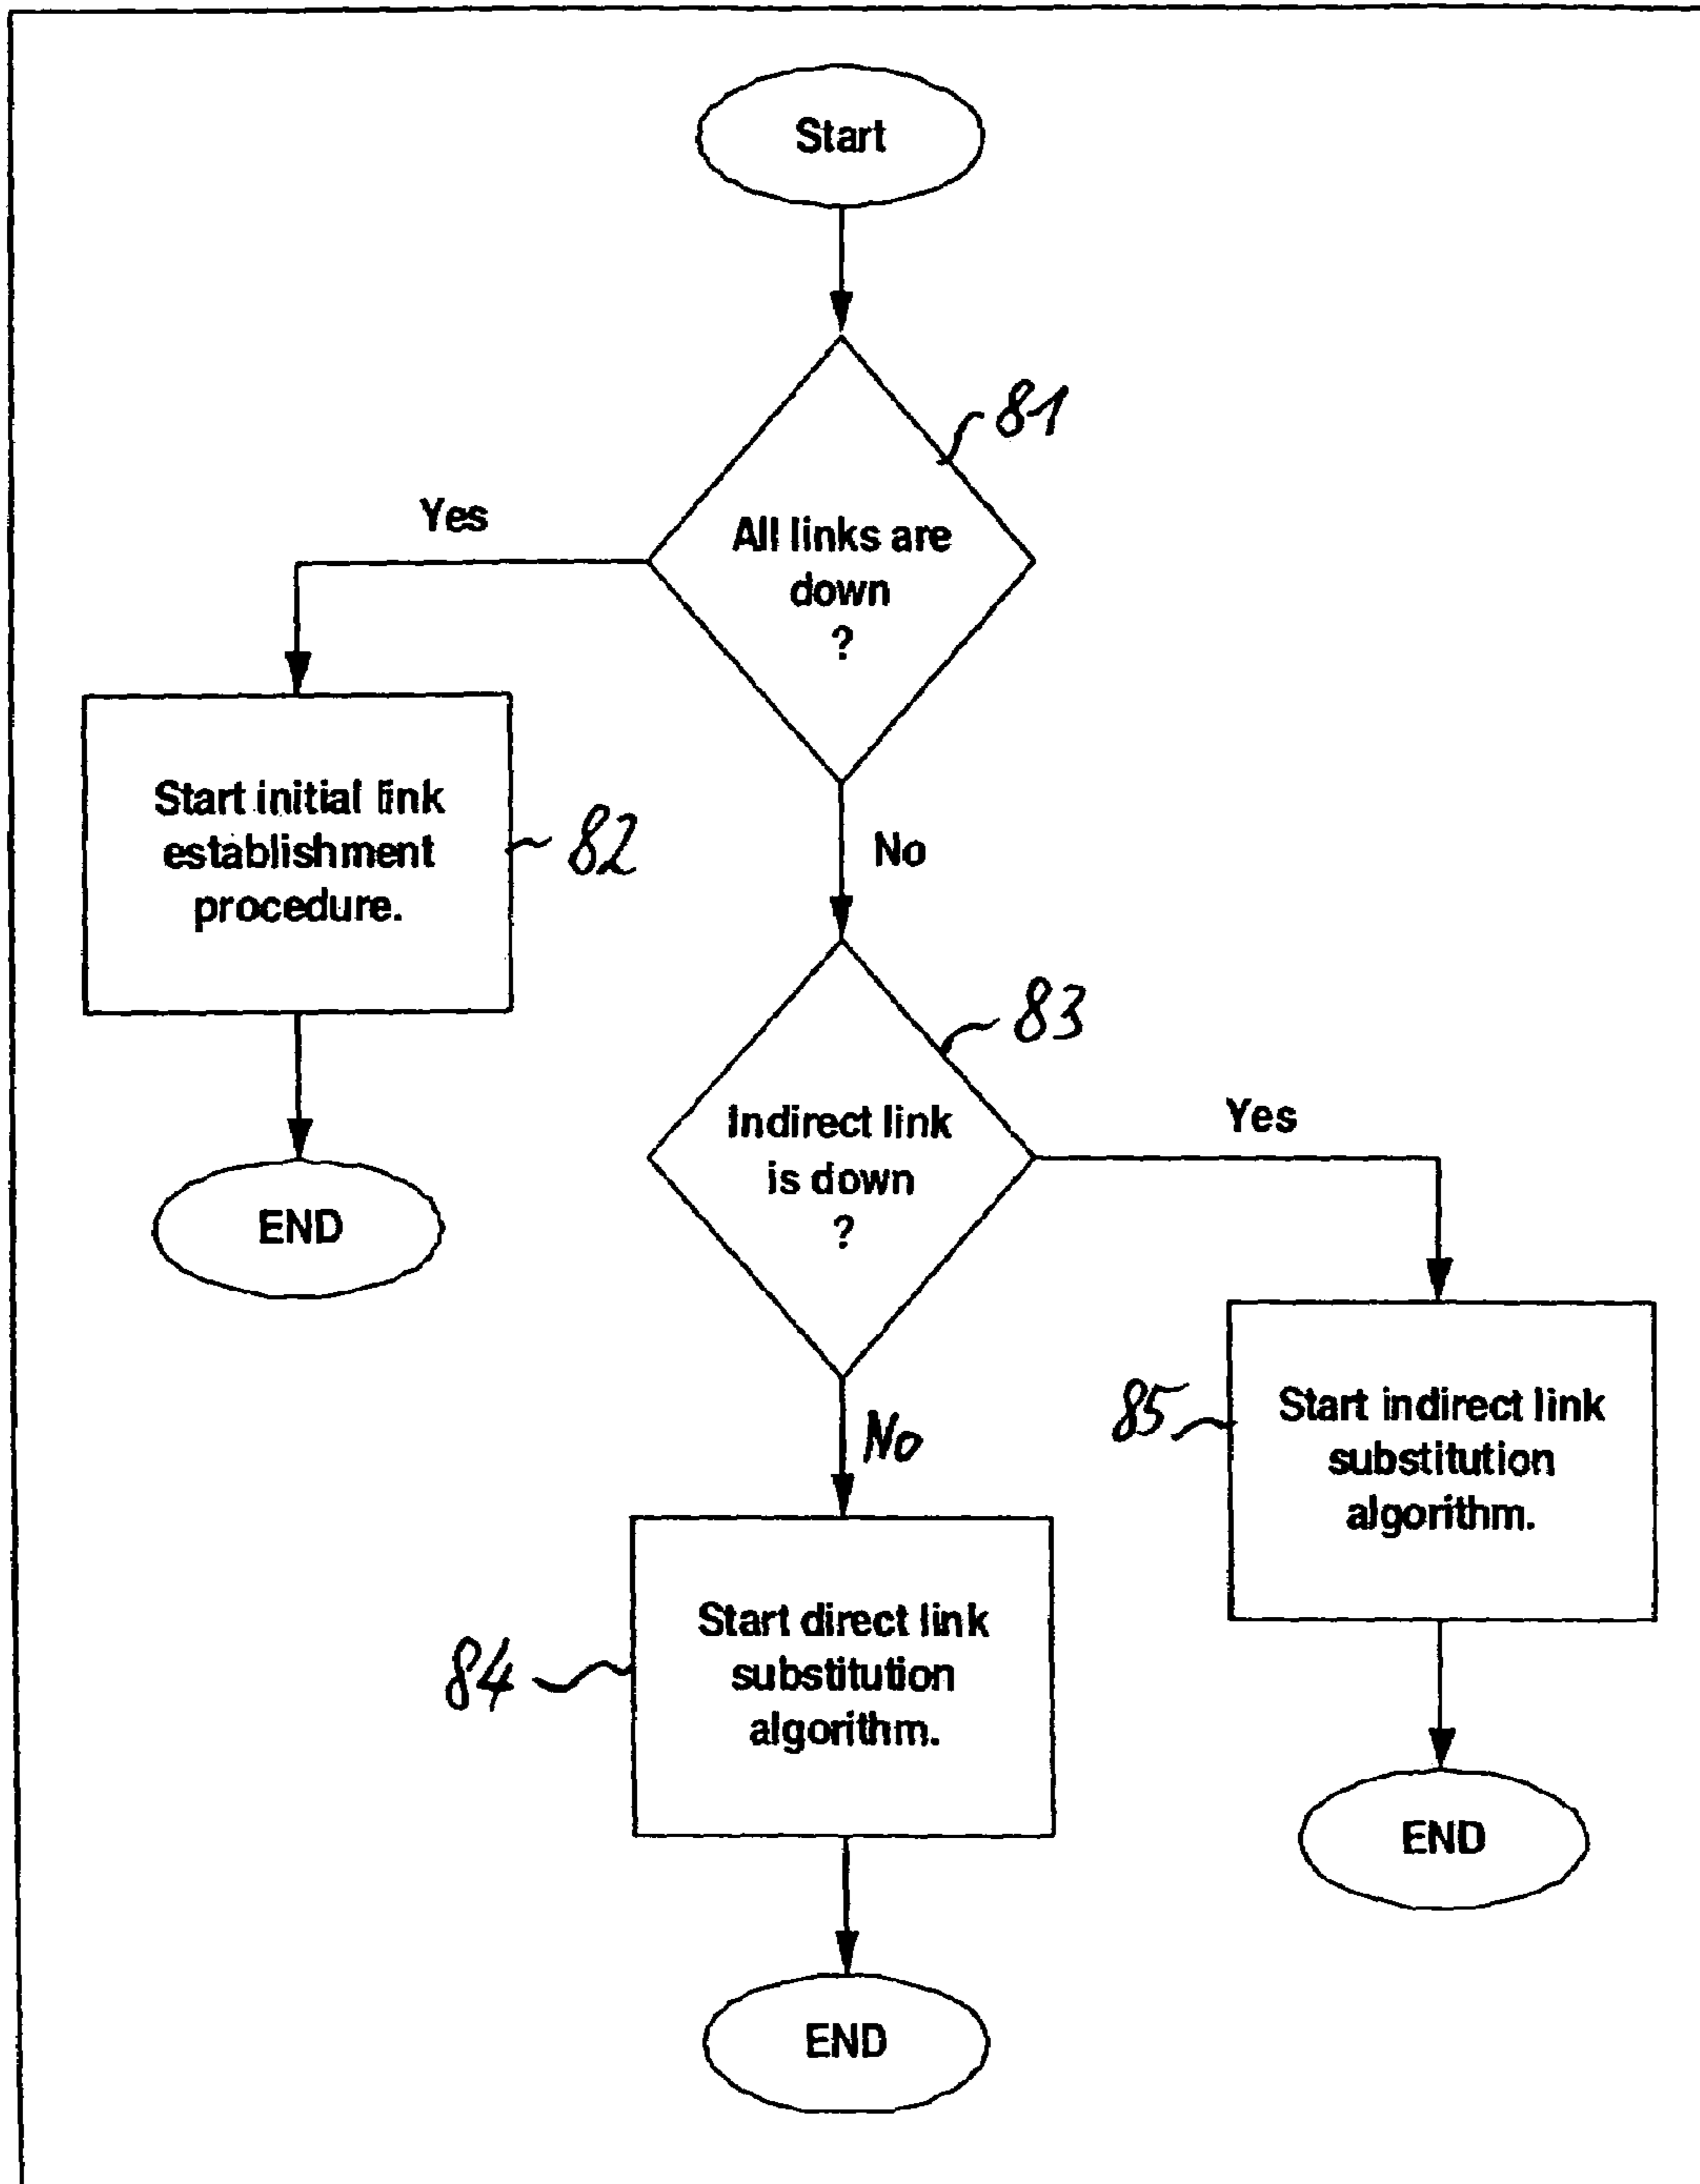 Start
81
All links are
down
?
Yes
Start initial link
establishment
procedure.
82
No
END
83
Indirect link
is down
?
Yes
85
Start indirect link
substitution
algorithm.
No
84
Start direct link
substitution
algorithm.
END
END